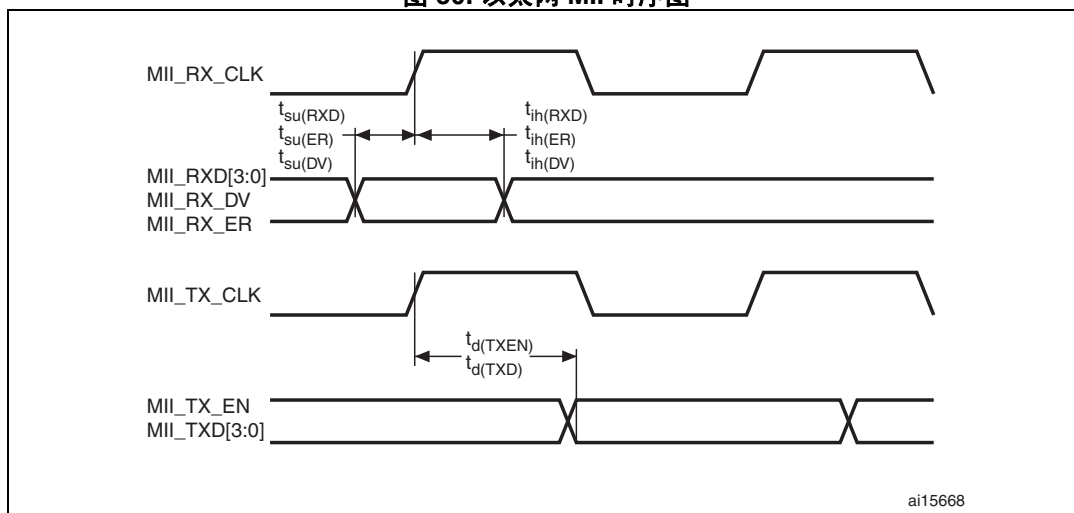 MII_RX_CLK
tsu(RXD)
tsu(ER)
tsu(DV)
tih(RXD)
tih(ER)
tih(DV)
MII_RXD[3:0]
MII_RX_DV
MII_RX_ER
MII_TX_CLK
td(TXEN)
td(TXD)
MII_TX_EN
MII_TXD[3:0]
ai15668